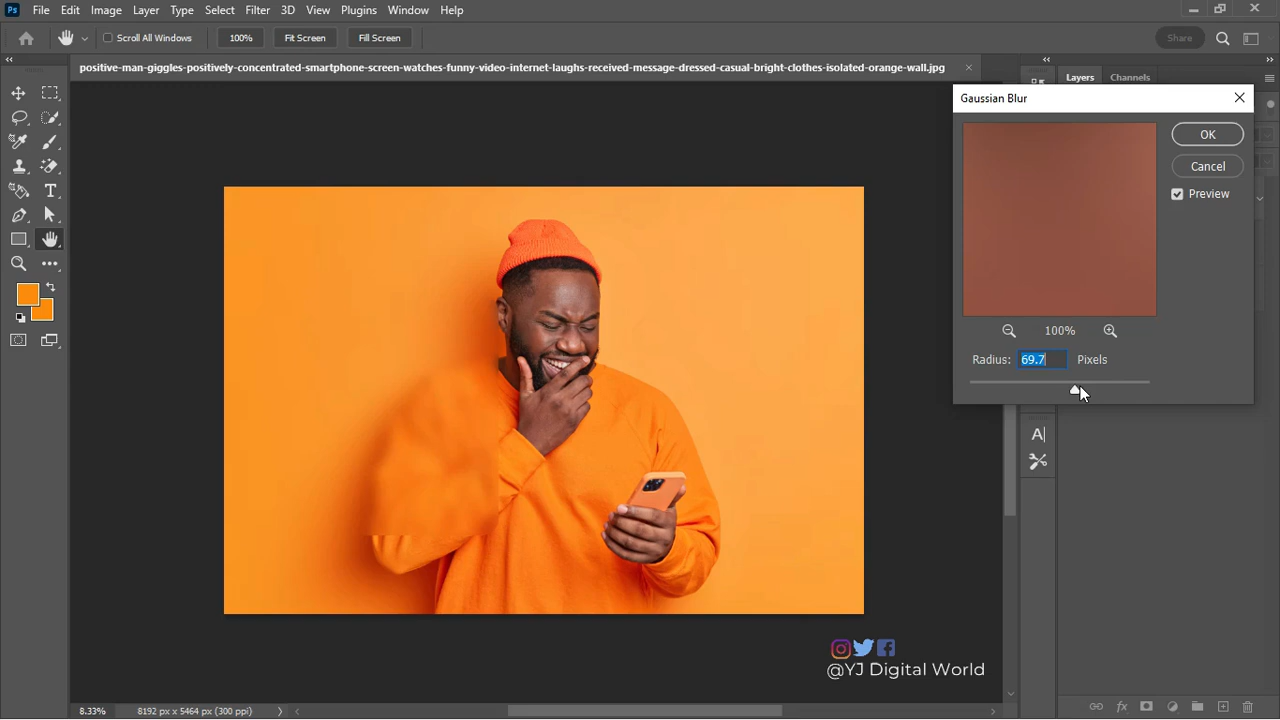 Ps File Edit Image Layer Type Select Filter 3D View Plugins Window Help
Scroll All Windows 100% Fit Screen Fill Screen Share
positive-man-giggles-positively-concentrated-smartphone-screen-watches-funny-video-internet-laughs-received-message-dressed-casual-bright-clothes-isolated-orange-wall.jpg
Layers Channels
Gaussian Blur
OK
Cancel
Preview
100%
Radius: 69.7 Pixels
@YJ Digital World
8.33% 8192 px x 5464 px (300 ppi)
fx